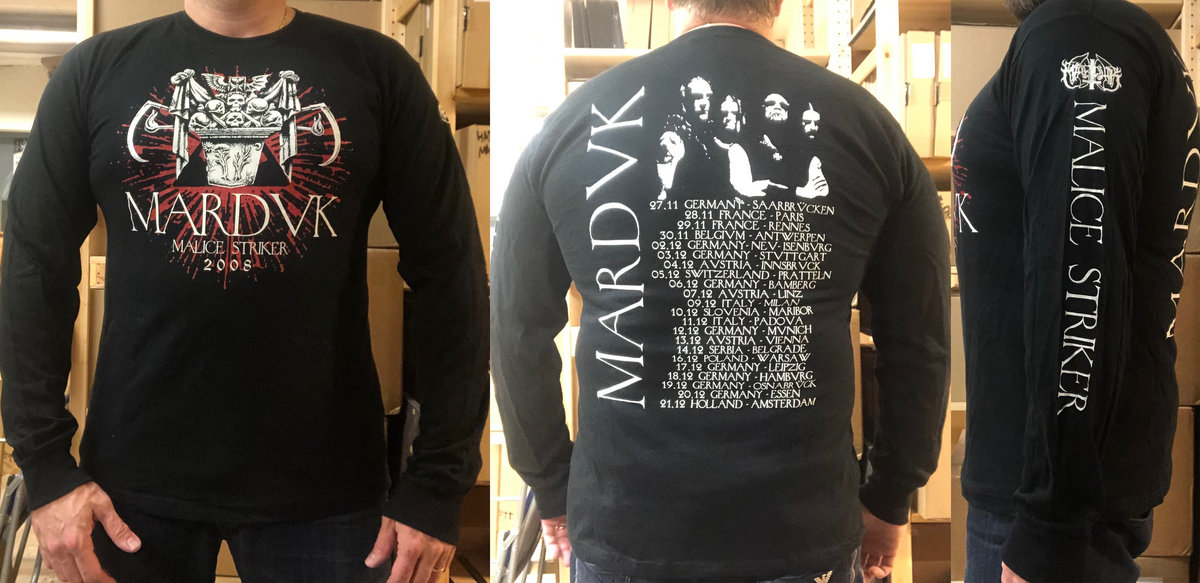 MARDVK
MALICE STRIKER
2008
MARDVK
27.11 GERMANY - SAARBRVCKEN
28.11 FRANCE - PARIS
29.11 FRANCE - RENNES
30.11 BELGIVM - ANTWERPEN
02.12 GERMANY - NEV-ISENBVRG
03.12 GERMANY - STVTTGART
04.12 AVSTRIA - INNSBRVCK
05.12 SWITZERLAND - PRATTELN
06.12 GERMANY - BAMBERG
07.12 AVSTRIA - LINZ
09.12 ITALY - MILAN
10.12 SLOVENIA - MARIBOR
11.12 ITALY - PADOVA
12.12 GERMANY - MVNICH
13.12 AVSTRIA - VIENNA
14.12 SERBIA - BELGRADE
16.12 POLAND - WARSAW
17.12 GERMANY - LEIPZIG
18.12 GERMANY - HAMBVRG
19.12 GERMANY - OSNABRVCK
20.12 GERMANY - ESSEN
21.12 HOLLAND - AMSTERDAM
MARDUK
MALICE STRIKER